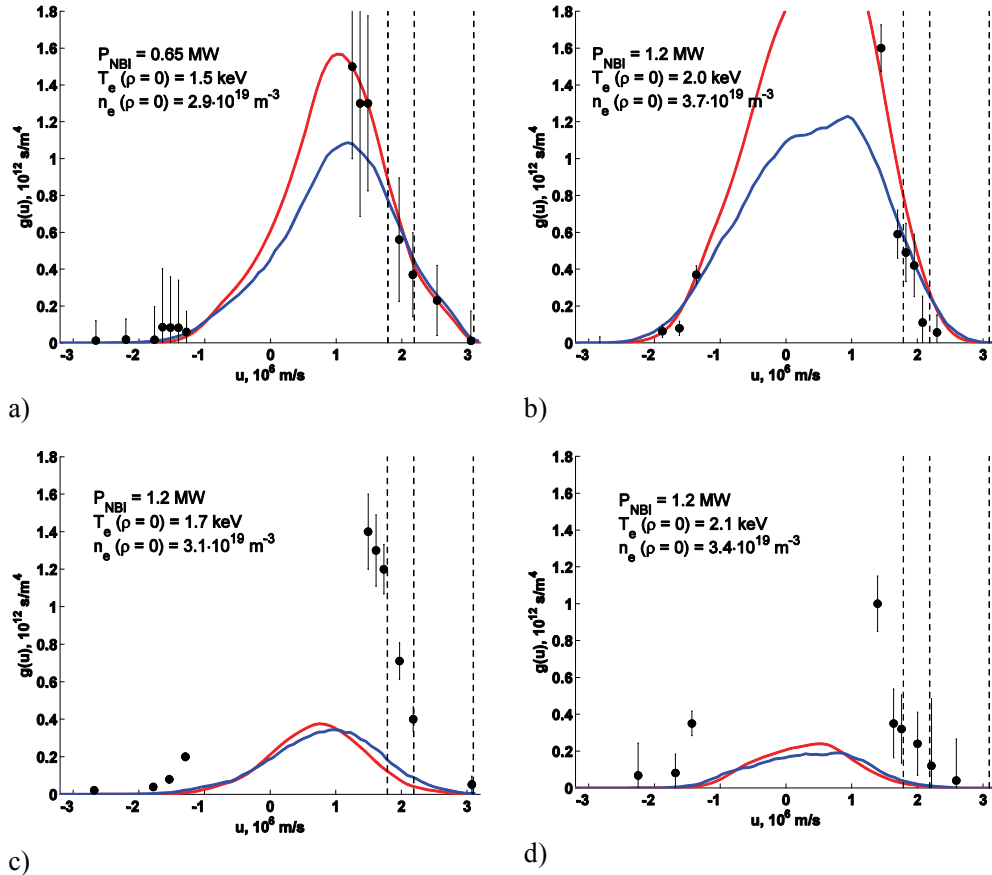 P_NBI = 0.65 MW
T_e (ρ = 0) = 1.5 keV
n_e (ρ = 0) = 2.9·10^19 m^-3
g(u), 10^12 s/m^4
1.8
1.6
1.4
1.2
1
0.8
0.6
0.4
0.2
0
-3 -2 -1 0 1 2 3
u, 10^6 m/s
a)
P_NBI = 1.2 MW
T_e (ρ = 0) = 2.0 keV
n_e (ρ = 0) = 3.7·10^19 m^-3
g(u), 10^12 s/m^4
1.8
1.6
1.4
1.2
1
0.8
0.6
0.4
0.2
0
-3 -2 -1 0 1 2 3
u, 10^6 m/s
b)
P_NBI = 1.2 MW
T_e (ρ = 0) = 1.7 keV
n_e (ρ = 0) = 3.1·10^19 m^-3
g(u), 10^12 s/m^4
1.8
1.6
1.4
1.2
1
0.8
0.6
0.4
0.2
0
-3 -2 -1 0 1 2 3
u, 10^6 m/s
c)
P_NBI = 1.2 MW
T_e (ρ = 0) = 2.1 keV
n_e (ρ = 0) = 3.4·10^19 m^-3
g(u), 10^12 s/m^4
1.8
1.6
1.4
1.2
1
0.8
0.6
0.4
0.2
0
-3 -2 -1 0 1 2 3
u, 10^6 m/s
d)